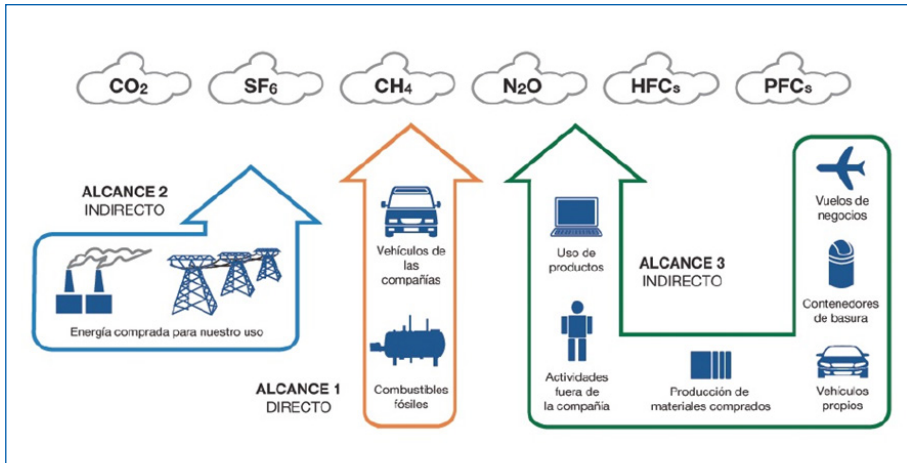 CO₂
SF₆
CH₄
N₂O
HFCs
PFCs
ALCANCE 2
INDIRECTO
Energía comprada para nuestro uso
ALCANCE 1
DIRECTO
Vehículos de
las
compañías
Combustibles
fósiles
Uso de
productos
Actividades
fuera de
la compañía
ALCANCE 3
INDIRECTO
Producción de
materiales comprados
Vuelos de
negocios
Contenedores
de basura
Vehículos
propios